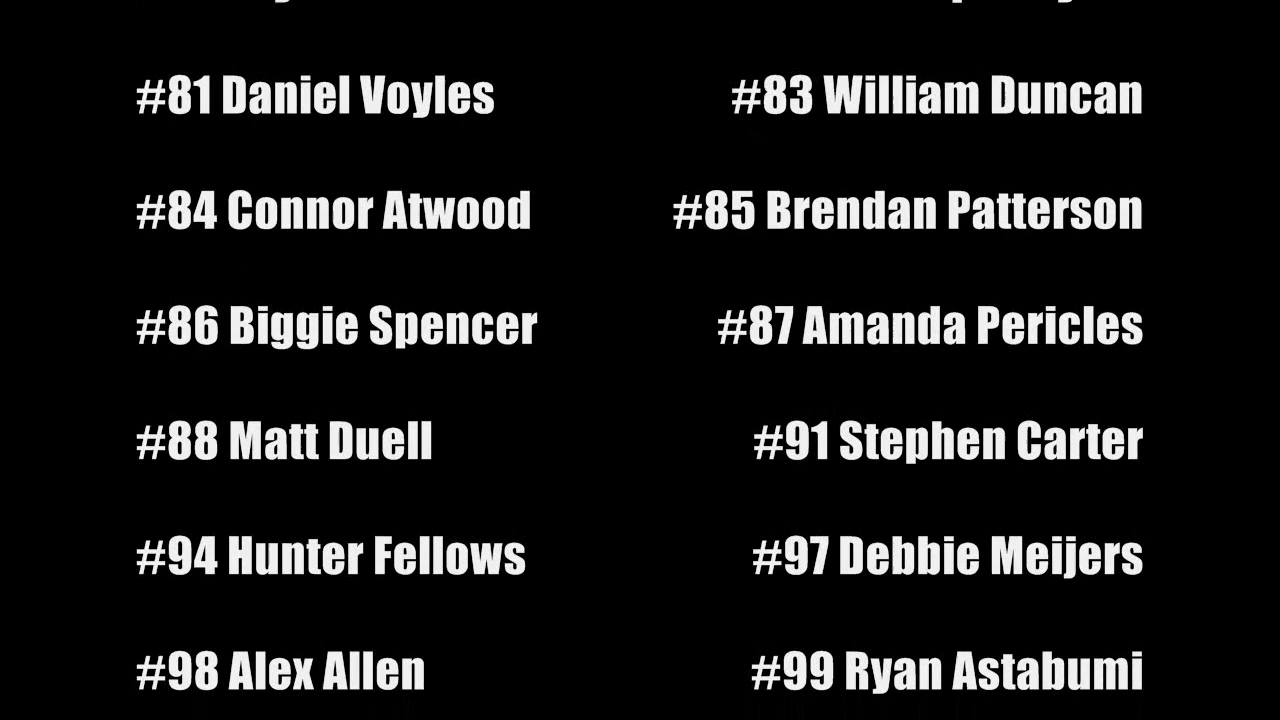 #81 Daniel Voyles #83 William Duncan
#84 Connor Atwood #85 Brendan Patterson
#86 Biggie Spencer #87 Amanda Pericles
#88 Matt Duell #91 Stephen Carter
#94 Hunter Fellows #97 Debbie Meijers
#98 Alex Allen #99 Ryan Astabumi